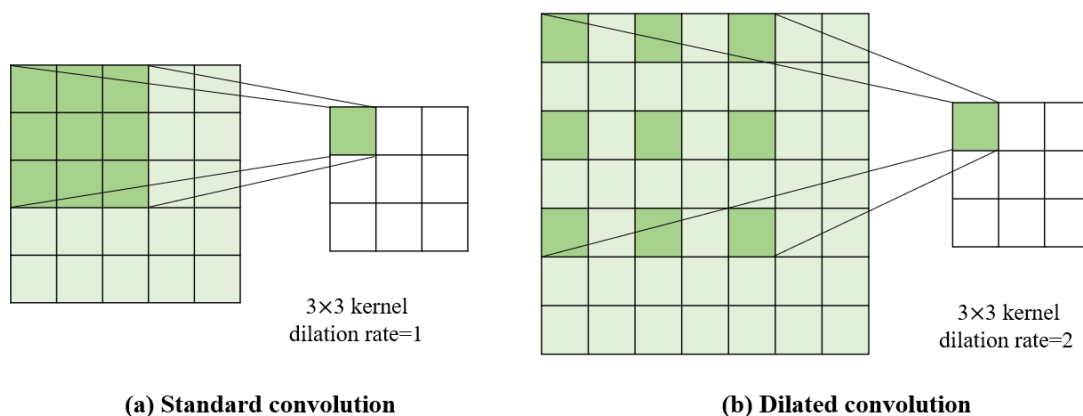 3×3 kernel
dilation rate=1
3×3 kernel
dilation rate=2
(a) Standard convolution
(b) Dilated convolution